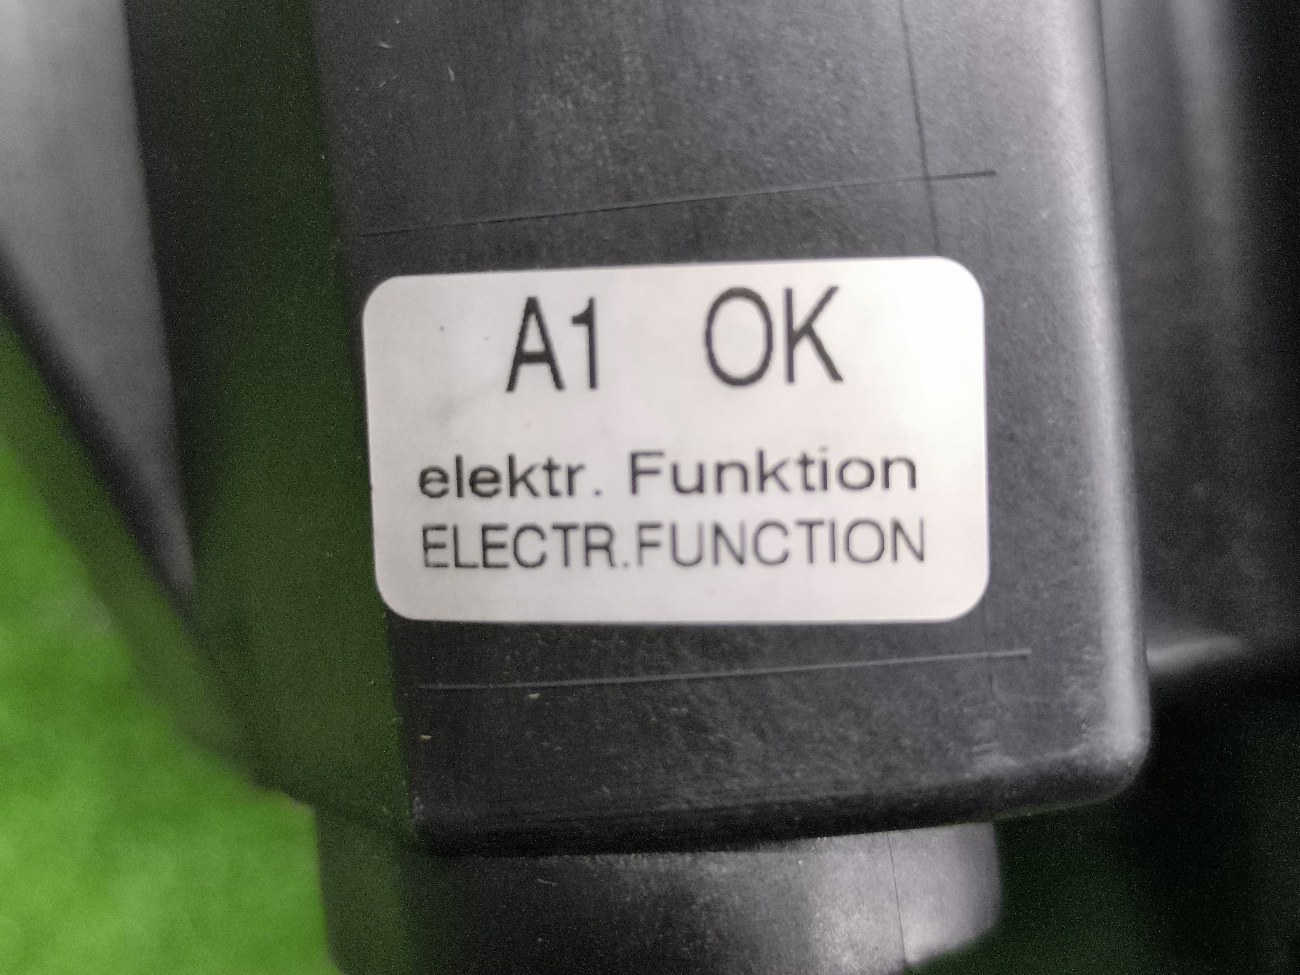 A1 OK
elektr. Funktion
ELECTR.FUNCTION